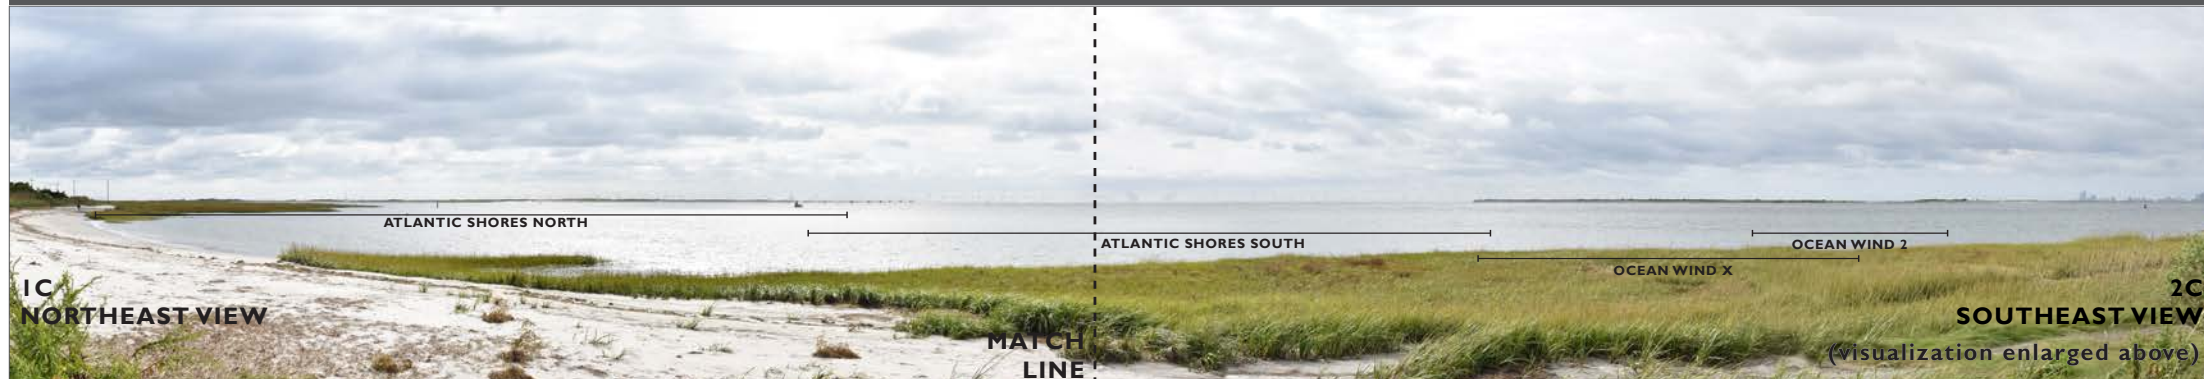 ATLANTIC SHORES NORTH
ATLANTIC SHORES SOUTH
OCEAN WIND 2
OCEAN WIND X
1C
NORTHEAST VIEW
MATCH
LINE
2C
SOUTHEAST VIEW
(visualization enlarged above)